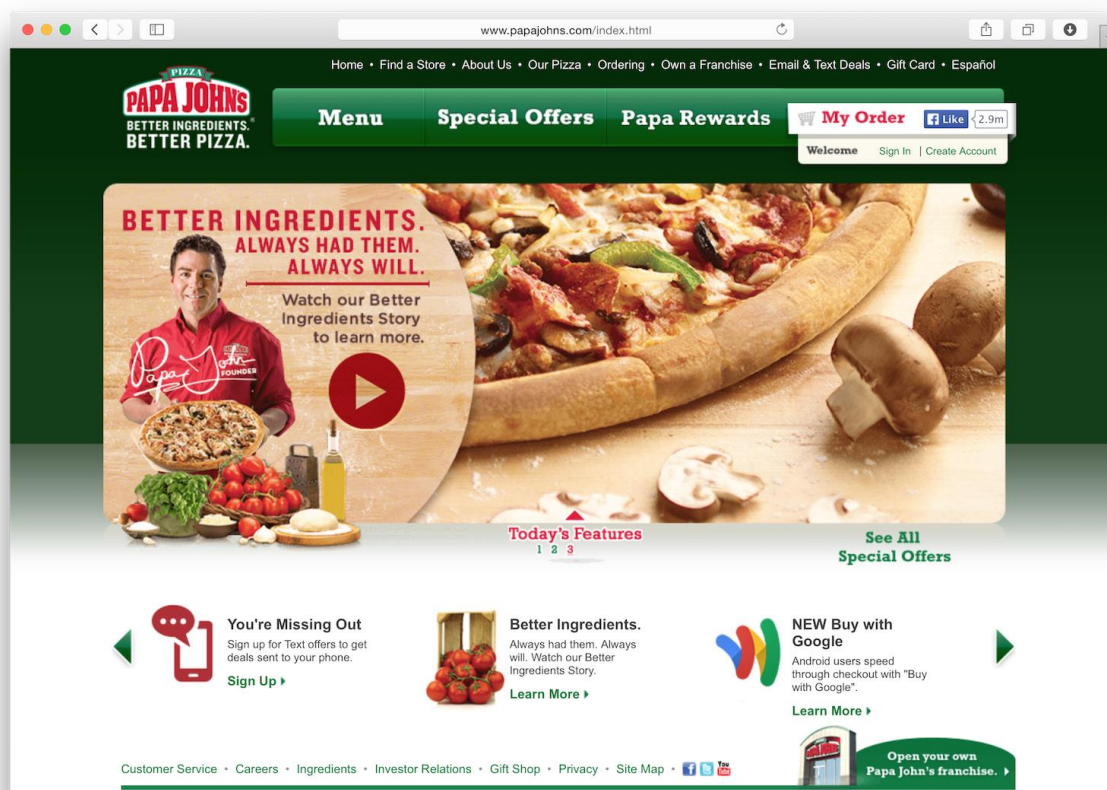 www.papajohns.com/index.html
Home • Find a Store • About Us • Our Pizza • Ordering • Own a Franchise • Email & Text Deals • Gift Card • Español
PIZZA
PAPA JOHN'S
BETTER INGREDIENTS.®
BETTER PIZZA.
Menu
Special Offers
Papa Rewards
My Order
f Like
2.9m
Welcome
Sign In | Create Account
BETTER INGREDIENTS.
ALWAYS HAD THEM.
ALWAYS WILL.
Watch our Better
Ingredients Story
to learn more.
Papa John
FOUNDER
Today's Features
1 2 3
See All
Special Offers
You're Missing Out
Sign up for Text offers to get
deals sent to your phone.
Sign Up
Better Ingredients.
Always had them. Always
will. Watch our Better
Ingredients Story.
Learn More
NEW Buy with
Google
Android users speed
through checkout with "Buy
with Google".
Learn More
Customer Service • Careers • Ingredients • Investor Relations • Gift Shop • Privacy • Site Map •
You
Tube
Open your own
Papa John's franchise.